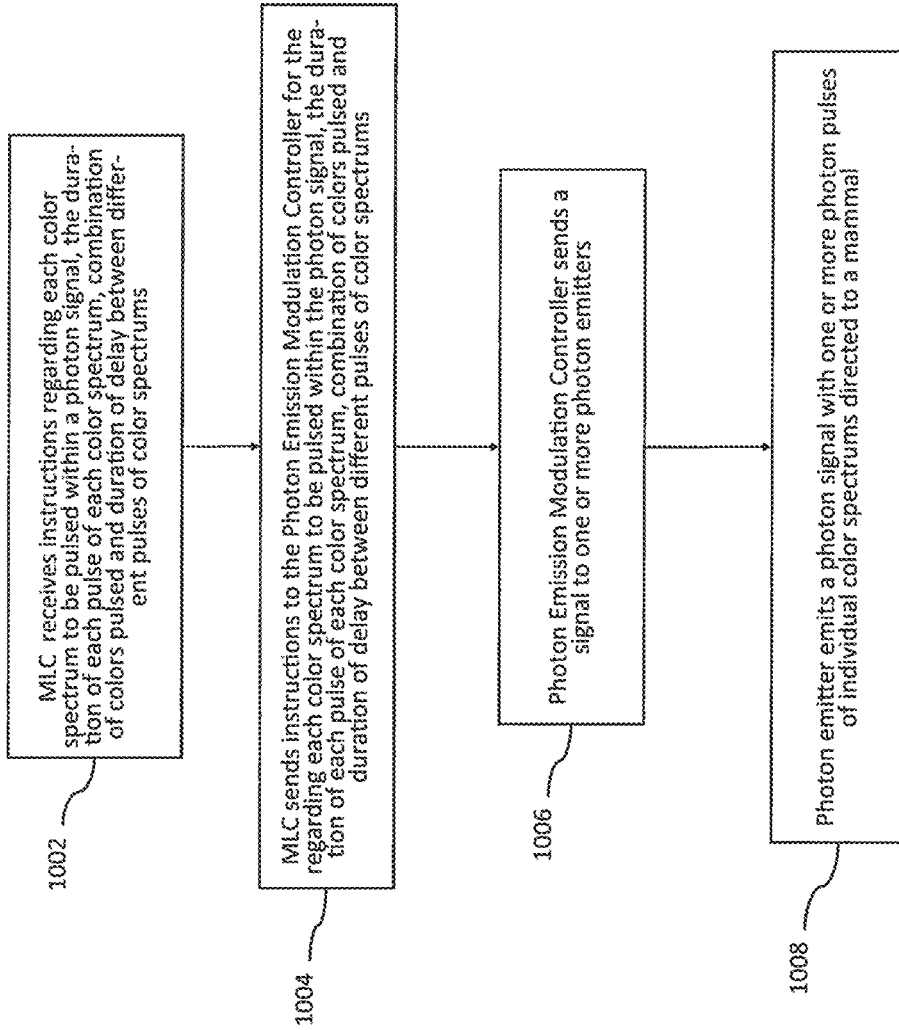 MLC receives instructions regarding each color
spectrum to be pulsed within a photon signal, the dura-
tion of each pulse of each color spectrum, combination
of colors pulsed and duration of delay between differ-
ent pulses of color spectrums
1002
MLC sends instructions to the Photon Emission Modulation Controller for the
regarding each color spectrum to be pulsed within the photon signal, the dura-
tion of each pulse of each color spectrum, combination of colors pulsed and
duration of delay between different pulses of color spectrums
1004
Photon Emission Modulation Controller sends a
signal to one or more photon emitters
1006
Photon emitter emits a photon signal with one or more photon pulses
of individual color spectrums directed to a mammal
1008